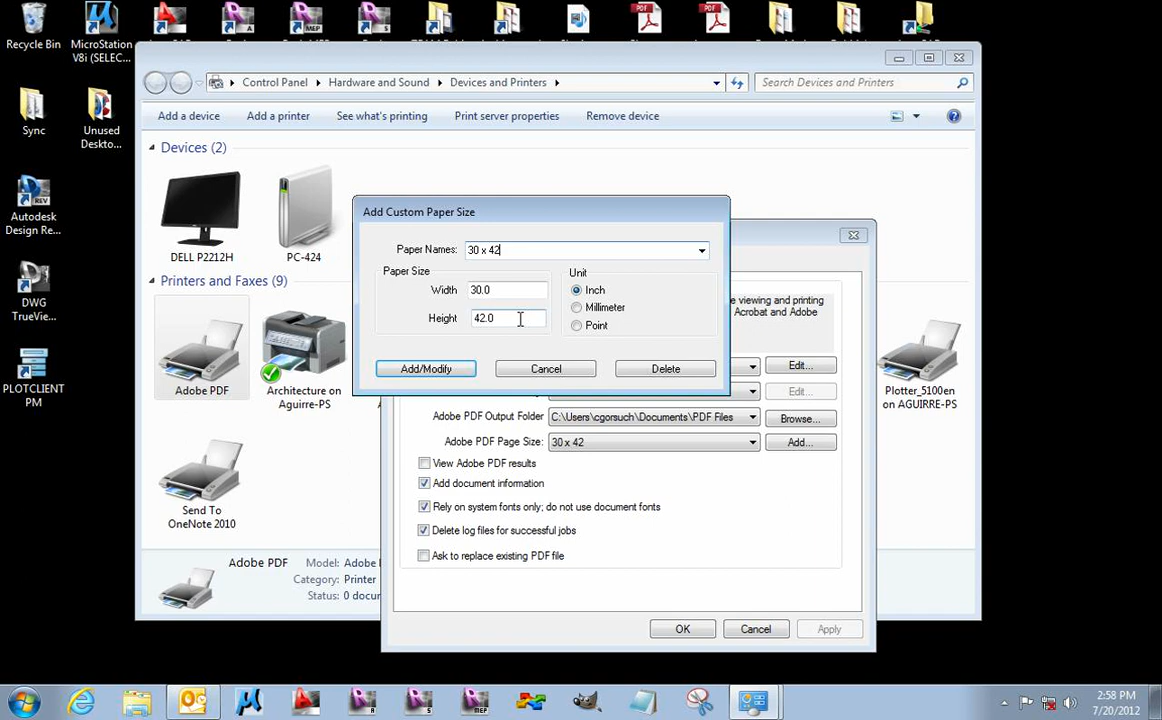 Recycle Bin
MicroStation
V8i (SELEC...
Control Panel
Hardware and Sound
Devices and Printers
Search Devices and Printers
Add a device
Add a printer
See what's printing
Print server properties
Remove device
Sync
Unused
Deskto...
Devices (2)
Autodesk
Design Re...
DELL P2212H
PC-424
Printers and Faxes (9)
DWG
TrueView...
Adobe PDF
Architecture on
Aguirre-PS
PLOTCLIENT
PM
Send To
OneNote 2010
Plotter_5100en
on AGUIRRE-PS
Add Custom Paper Size
Paper Names:
30 x 42
Paper Size
Width
30.0
Height
42.0
Unit
Inch
Millimeter
Point
Add/Modify
Cancel
Delete
e viewing and printing
Acrobat and Adobe
Edit...
Edit...
Adobe PDF Output Folder
C:\Users\cgorsuch\Documents\PDF Files
Browse...
Adobe PDF Page Size:
30 x 42
Add...
View Adobe PDF results
Add document information
Rely on system fonts only; do not use document fonts
Delete log files for successful jobs
Ask to replace existing PDF file
OK
Cancel
Apply
Adobe PDF
Model: Adobe
Category: Printer
Status: 0 docu
2:58 PM
7/20/2012